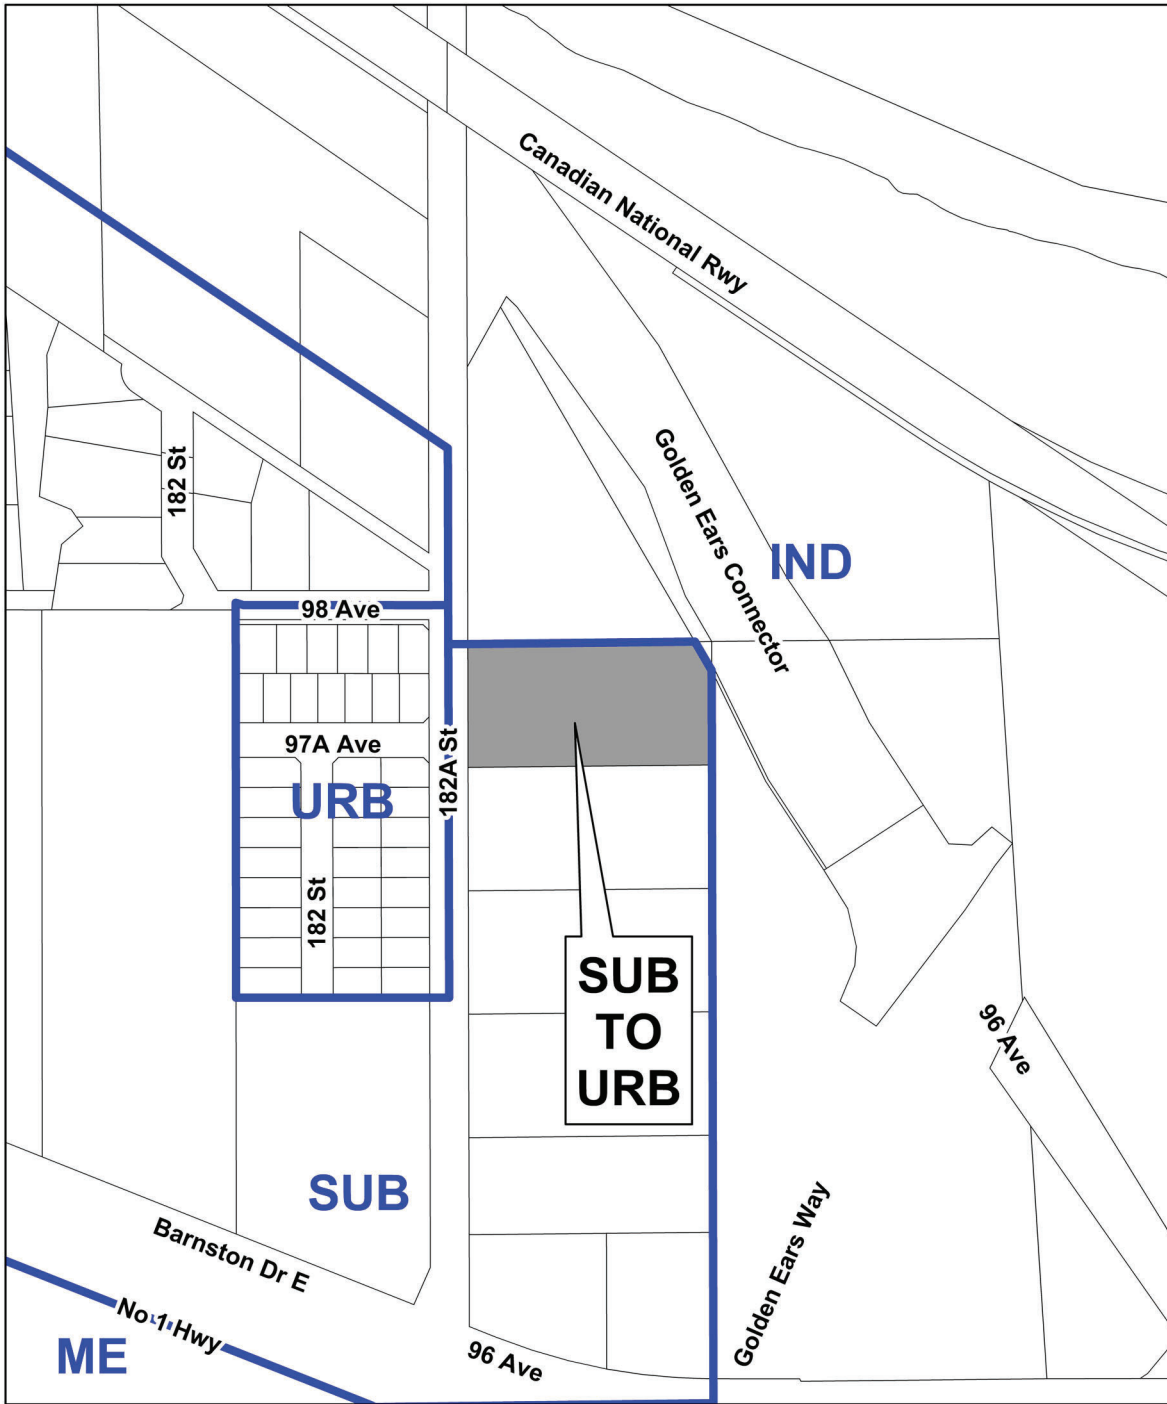 Canadian National Rwy
182 St
Golden Ears Connector
IND
98 Ave
97A Ave
182A St
URB
182 St
SUB
TO
URB
96 Ave
SUB
Barnston Dr E
Golden Ears Way
No 1 Hwy
96 Ave
ME